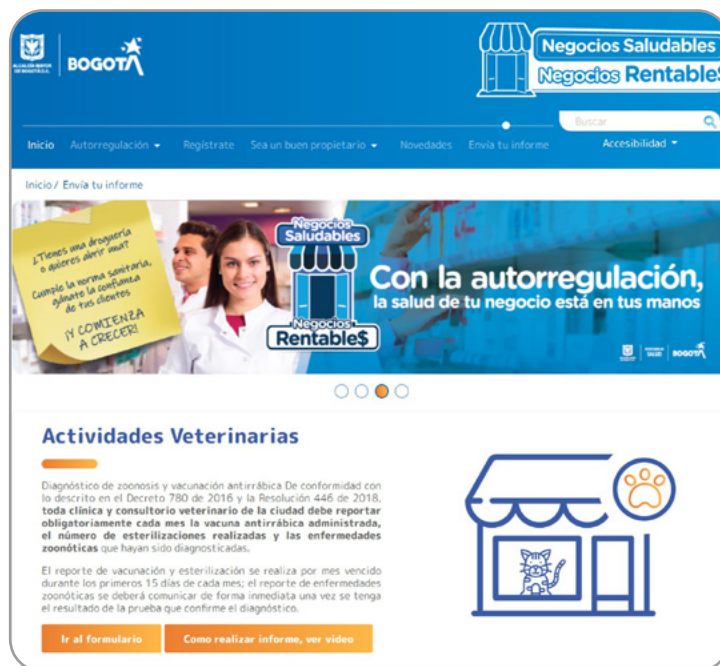 ALCALDÍA MAYOR
DE BOGOTÁ D.C.
BOGOTÁ
Negocios Saludables
Negocios Rentable$
Buscar
Inicio Autorregulación Regístrate Sea un buen propietario Novedades Envía tu informe Accesibilidad
Inicio / Envía tu informe
¿Tienes una droguería
o quieres abrir una?
Cumple la norma sanitaria,
gánate la confianza
de tus clientes
¡Y COMIENZA
A CRECER!
Negocios
Saludables
Negocios
Rentable$
Con la autorregulación,
la salud de tu negocio está en tus manos
SALUD
BOGOTÁ
Actividades Veterinarias
Diagnóstico de zoonosis y vacunación antirrábica De conformidad con
lo descrito en el Decreto 780 de 2016 y la Resolución 446 de 2018,
toda clínica y consultorio veterinario de la ciudad debe reportar
obligatoriamente cada mes la vacuna antirrábica administrada,
el número de esterilizaciones realizadas y las enfermedades
zoonóticas que hayan sido diagnosticadas.
El reporte de vacunación y esterilización se realiza por mes vencido
durante los primeros 15 días de cada mes; el reporte de enfermedades
zoonóticas se deberá comunicar de forma inmediata una vez se tenga
el resultado de la prueba que confirme el diagnóstico.
Ir al formulario
Como realizar informe, ver video